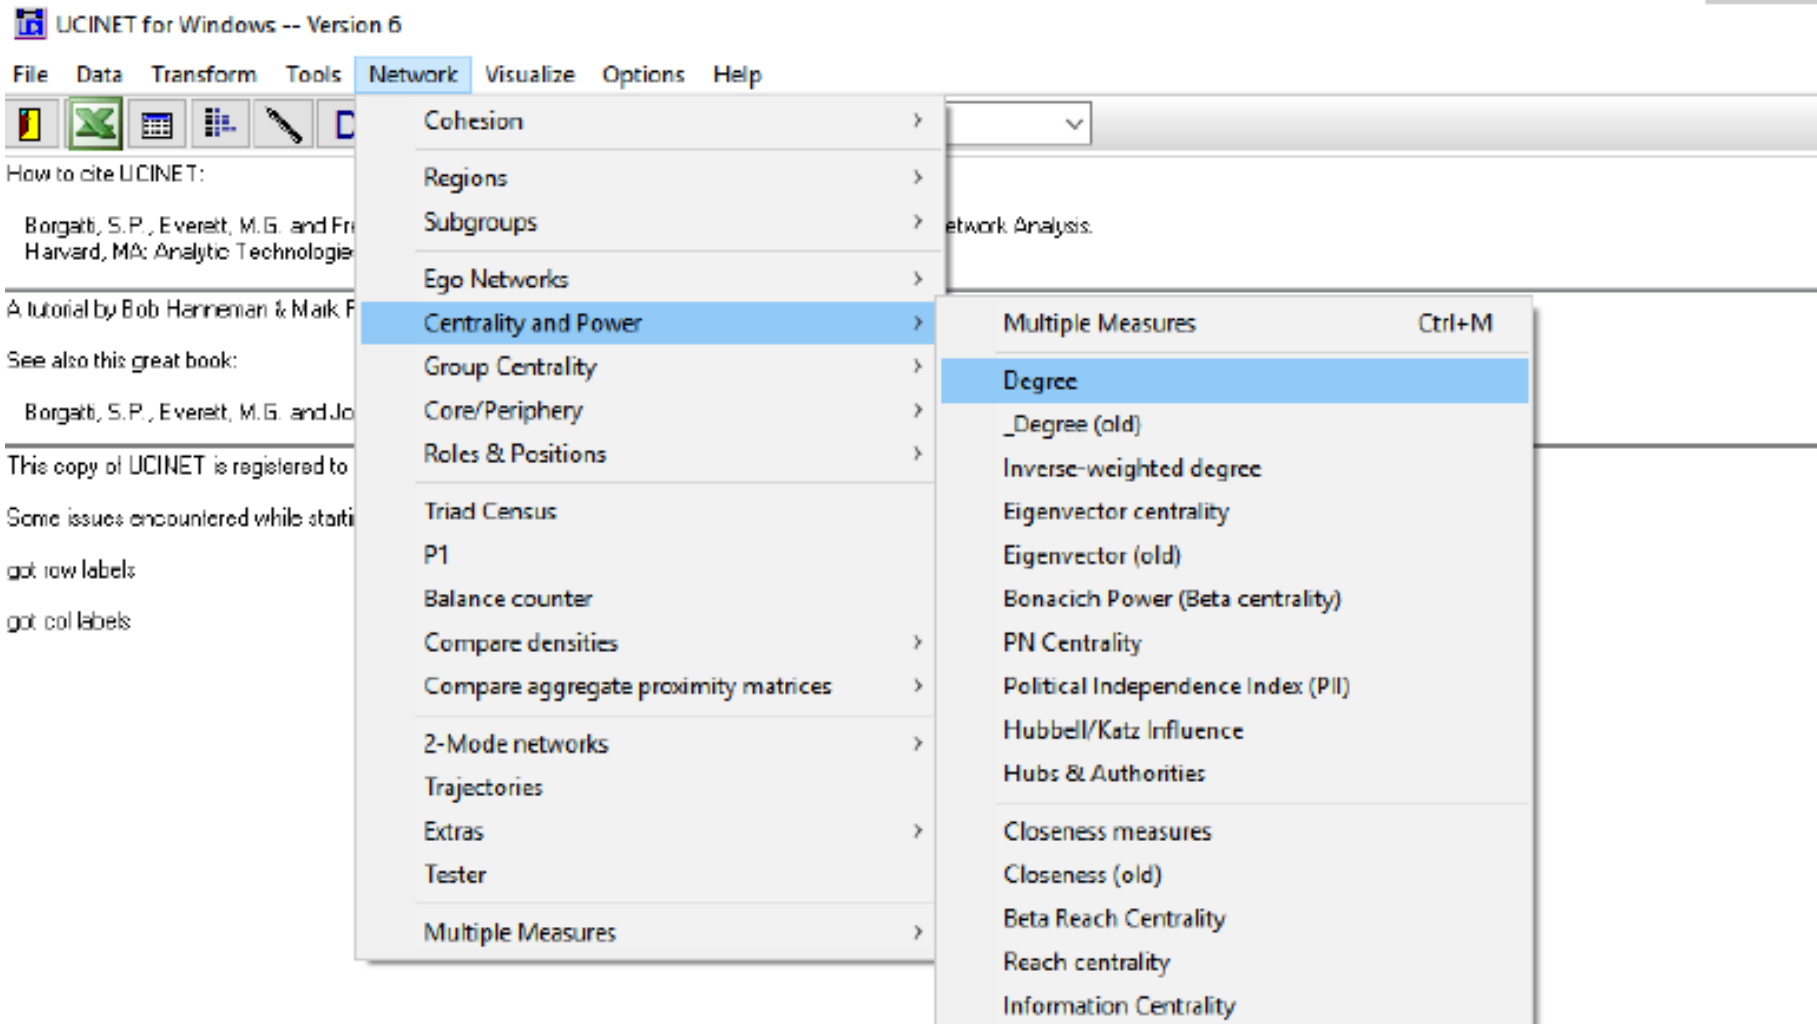 UCINET for Windows -- Version 6
File Data Transform Tools Network Visualize Options Help
How to cite UCINET:
Borgatti, S.P., Everett, M.G. and
etwork Analysis.
Harvard, MA: Analytic
A tutorial by Bob Hanneman & Mark
See also this great book:
Borgatti, S.P., Everett, M.G. and
This copy of UCINET is registered to
Some issues encountered while
got row labels
got col labels
Cohesion
Regions
Subgroups
Ego Networks
Centrality and Power
Group Centrality
Core/Periphery
Roles & Positions
Triad Census
P1
Balance counter
Compare densities
Compare aggregate proximity matrices
2-Mode networks
Trajectories
Extras
Tester
Multiple Measures
Multiple Measures Ctrl+M
Degree
_Degree (old)
Inverse-weighted degree
Eigenvector centrality
Eigenvector (old)
Bonacich Power (Beta centrality)
PN Centrality
Political Independence Index (PII)
Hubbell/Katz Influence
Hubs & Authorities
Closeness measures
Closeness (old)
Beta Reach Centrality
Reach centrality
Information Centrality